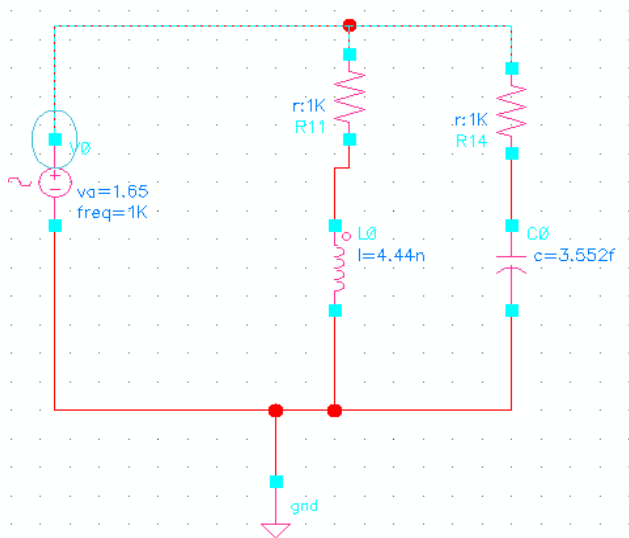 r:1K
R11
r:1K
R14
V0
va=1.65
freq=1K
L0
l=4.44n
C0
c=3.552f
gnd